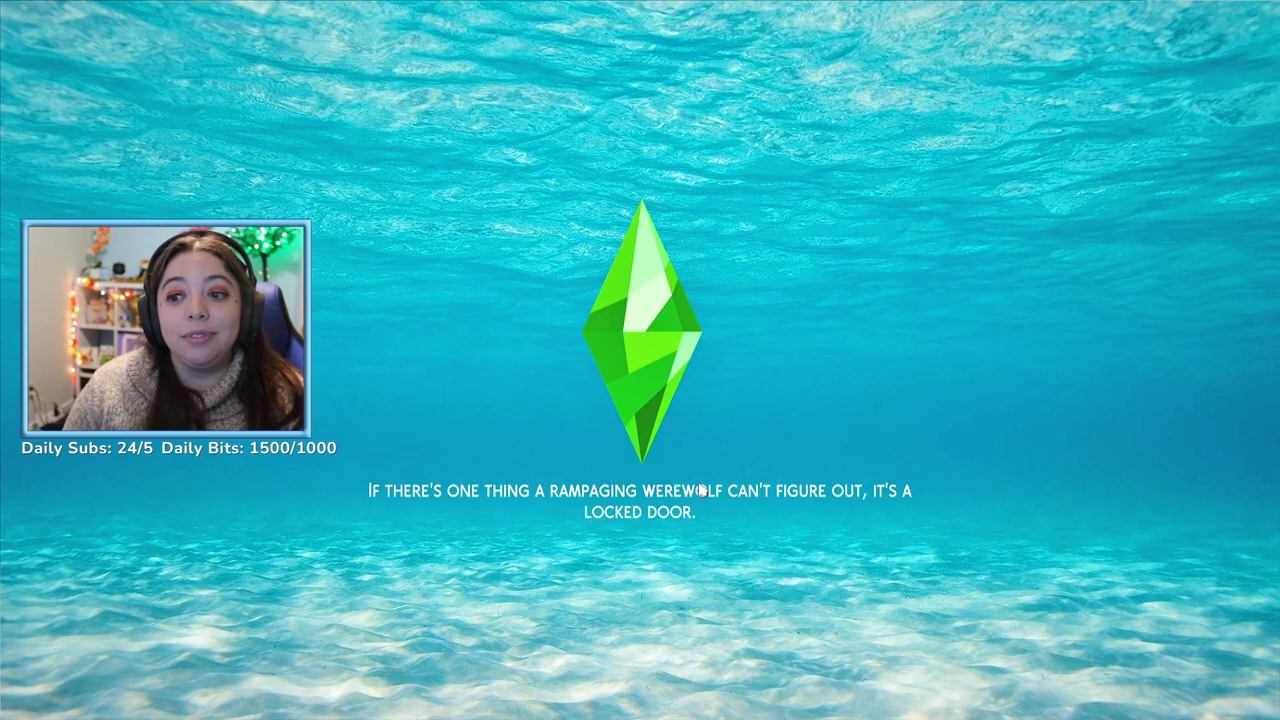 Daily Subs: 24/5 Daily Bits: 1500/1000
If there's one thing a rampaging werewolf can't figure out, it's a
locked door.